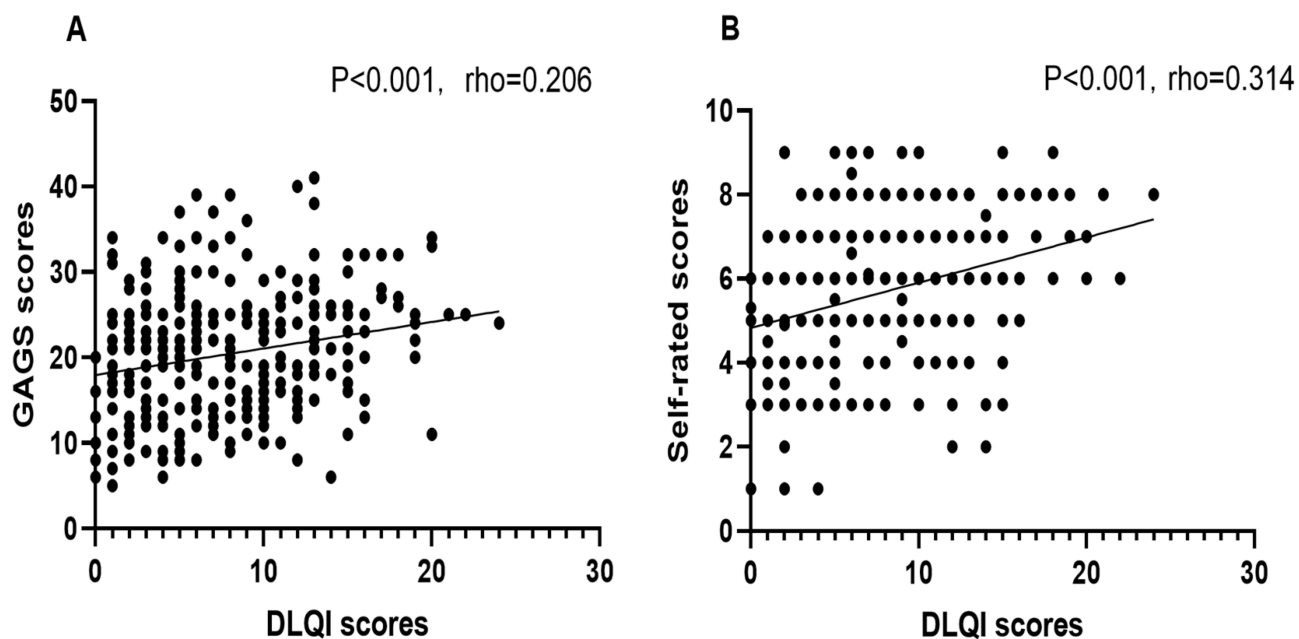 A
P<0.001, rho=0.206
50
40
30
20
10
0
GAGS scores
0 10 20 30
DLQI scores
B
P<0.001, rho=0.314
10
8
6
4
2
0
Self-rated scores
0 10 20 30
DLQI scores